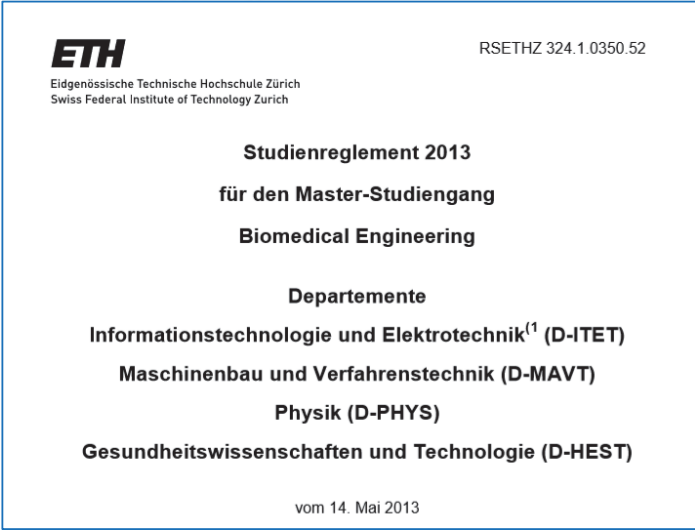 ETH
RSETHZ 324.1.0350.52
Eidgenössische Technische Hochschule Zürich
Swiss Federal Institute of Technology Zurich
Studienreglement 2013
für den Master-Studiengang
Biomedical Engineering
Departemente
Informationstechnologie und Elektrotechnik(1 (D-ITET)
Maschinenbau und Verfahrenstechnik (D-MAVT)
Physik (D-PHYS)
Gesundheitswissenschaften und Technologie (D-HEST)
vom 14. Mai 2013